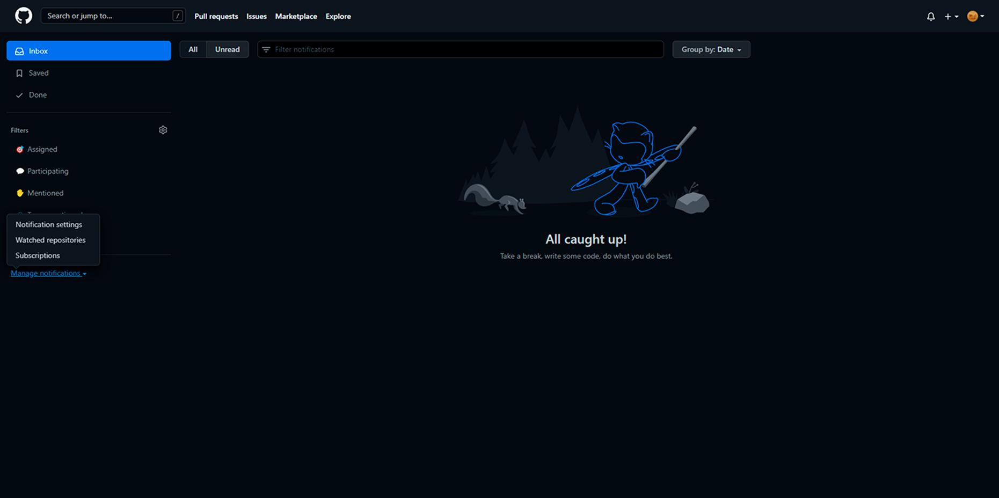 Search or jump to... /
Pull requests Issues Marketplace Explore
Inbox
Saved
Done
All Unread
Filter notifications
Group by: Date
Filters
Assigned
Participating
Mentioned
Notification settings
Watched repositories
Subscriptions
Manage notifications
All caught up!
Take a break, write some code, do what you do best.